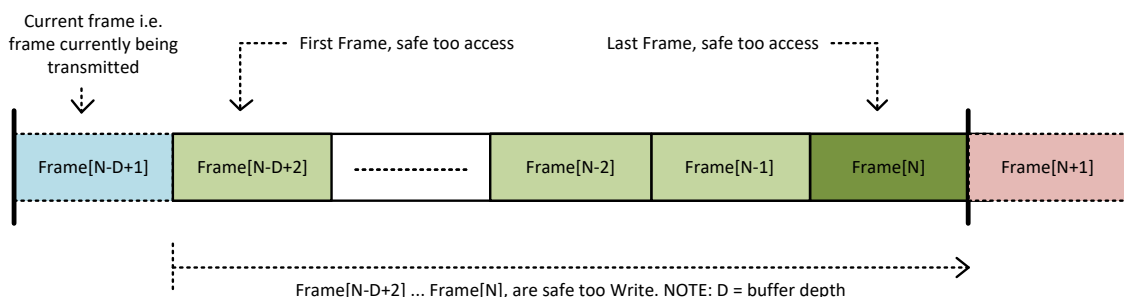 Current frame i.e.
frame currently being
transmitted
First Frame, safe too access
Last Frame, safe too access
Frame[N-D+1]
Frame[N-D+2]
Frame[N-2]
Frame[N-1]
Frame[N]
Frame[N+1]
Frame[N-D+2] ... Frame[N], are safe too Write. NOTE: D = buffer depth